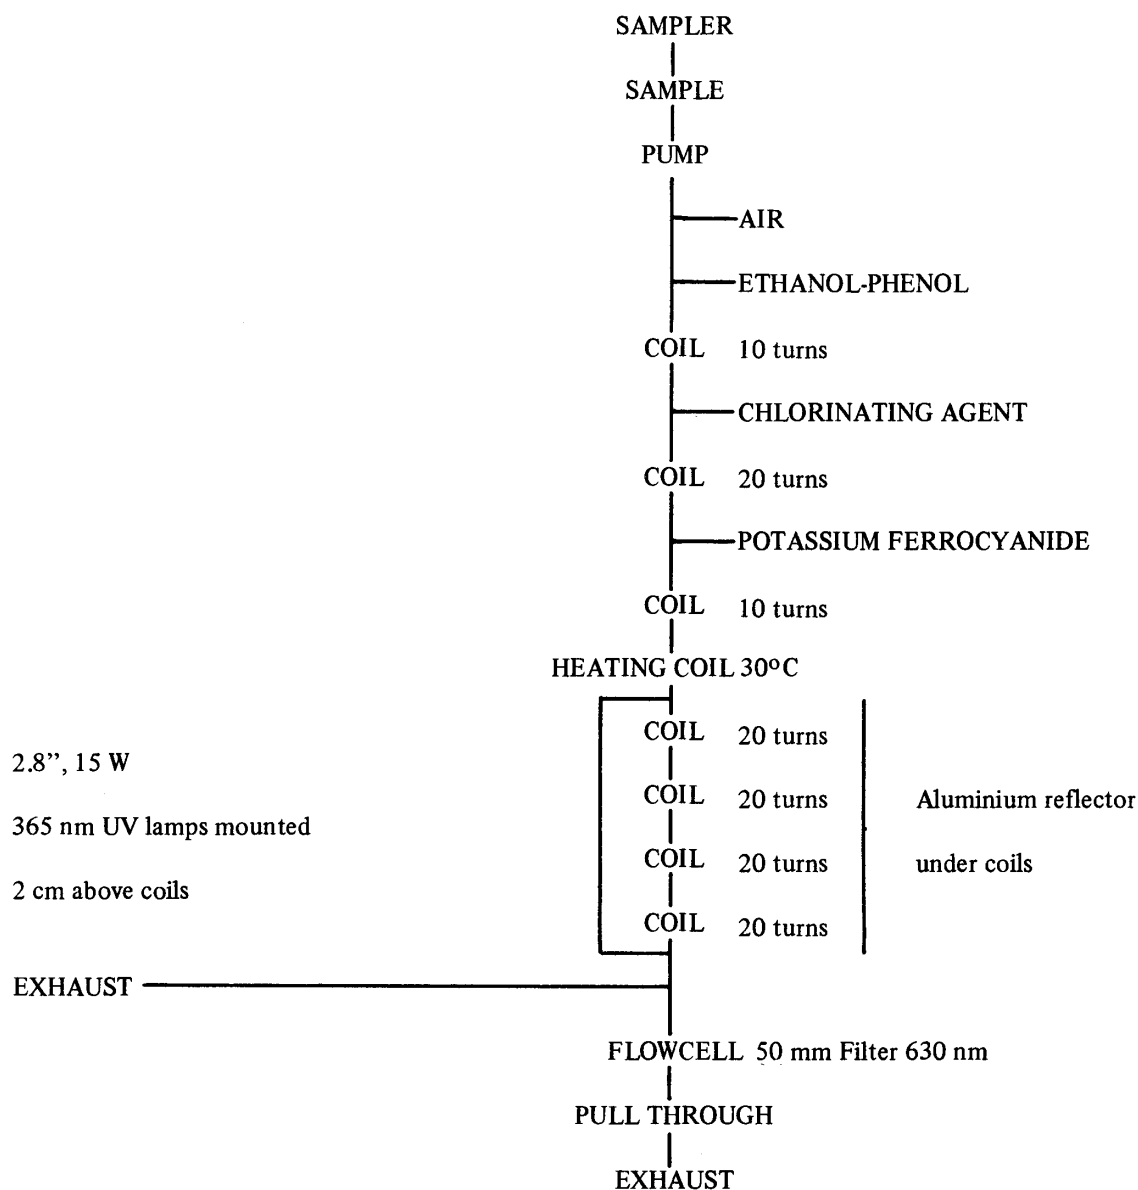 SAMPLER
SAMPLE
PUMP
AIR
ETHANOL-PHENOL
COIL 10 turns
CHLORINATING AGENT
COIL 20 turns
POTASSIUM FERROCYANIDE
COIL 10 turns
HEATING COIL 30°C
COIL 20 turns
2.8”, 15 W
COIL 20 turns
Aluminium reflector
365 nm UV lamps mounted
COIL 20 turns
under coils
2 cm above coils
COIL 20 turns
EXHAUST
FLOWCELL 50 mm Filter 630 nm
PULL THROUGH
EXHAUST